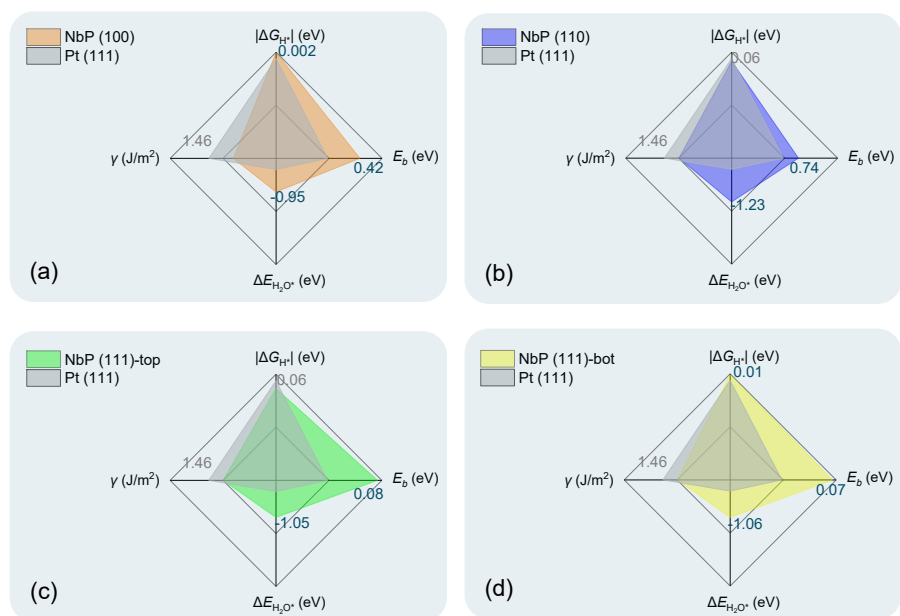 NbP (100)
Pt (111)
|ΔG_H*| (eV)
0.002
1.46
γ (J/m²)
E_b (eV)
0.42
-0.95
ΔE_H₂O* (eV)
(a)
NbP (110)
Pt (111)
|ΔG_H*| (eV)
0.06
1.46
γ (J/m²)
E_b (eV)
0.74
-1.23
ΔE_H₂O* (eV)
(b)
NbP (111)-top
Pt (111)
|ΔG_H*| (eV)
0.06
1.46
γ (J/m²)
E_b (eV)
0.08
-1.05
ΔE_H₂O* (eV)
(c)
NbP (111)-bot
Pt (111)
|ΔG_H*| (eV)
0.01
1.46
γ (J/m²)
E_b (eV)
0.07
-1.06
ΔE_H₂O* (eV)
(d)